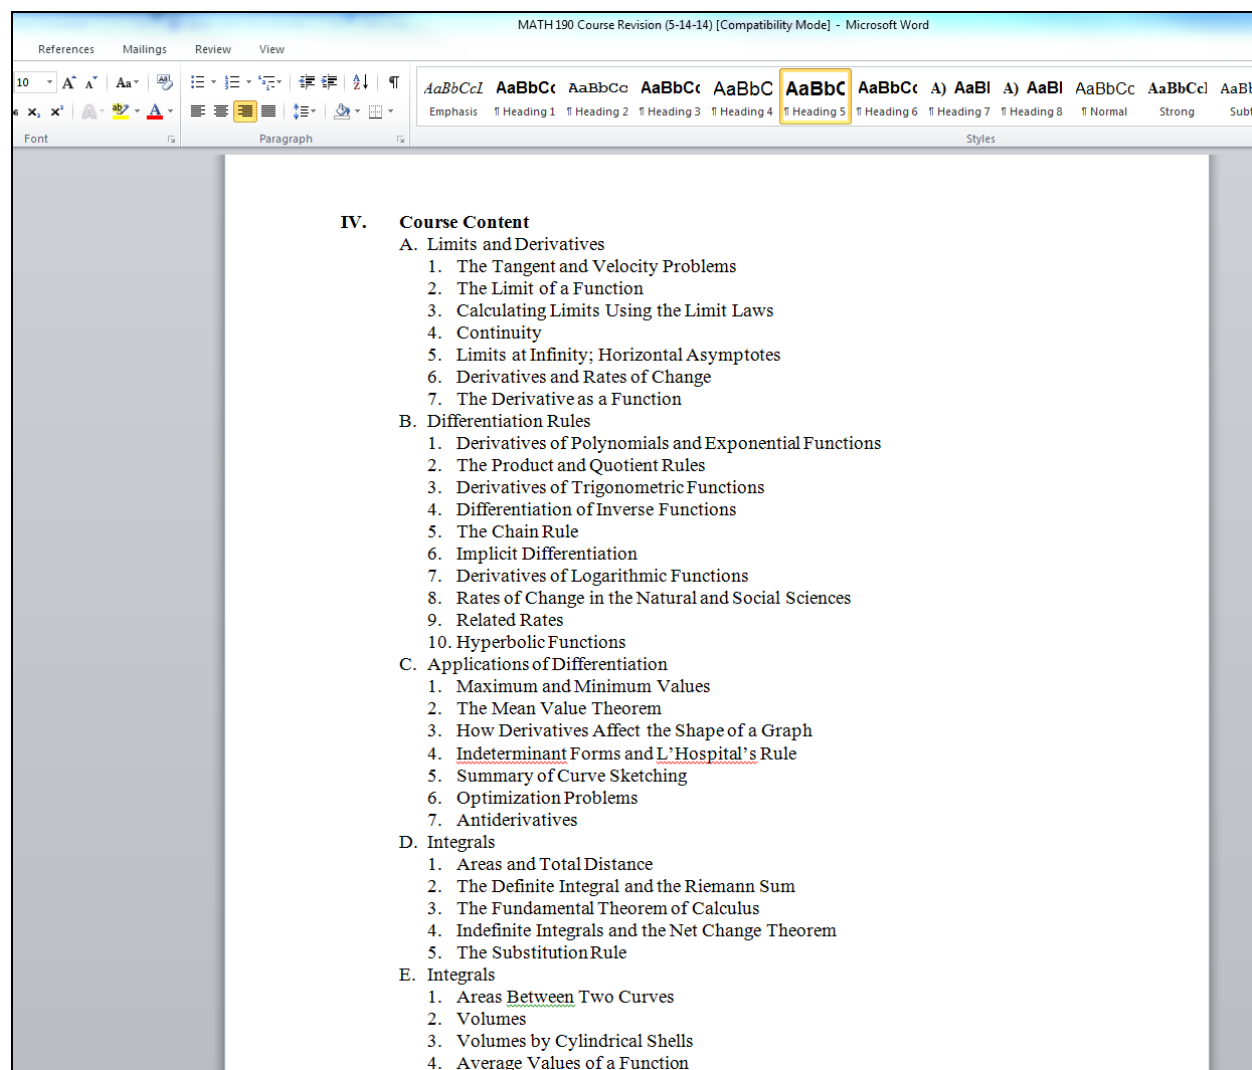 MATH 190 Course Revision (5-14-14) [Compatibility Mode] - Microsoft Word
References Mailings Review View
10 A A Aa
AaBbCcI AaBbCc AaBbCc AaBbCc AaBbC AaBbC AaBbCc A) AaBl A) AaBl AaBbCc AaBbCcl AaBb
Emphasis ¶ Heading 1 ¶ Heading 2 ¶ Heading 3 ¶ Heading 4 ¶ Heading 5 ¶ Heading 6 ¶ Heading 7 ¶ Heading 8 ¶ Normal Strong Subt
Font Paragraph Styles
IV. Course Content
A. Limits and Derivatives
1. The Tangent and Velocity Problems
2. The Limit of a Function
3. Calculating Limits Using the Limit Laws
4. Continuity
5. Limits at Infinity; Horizontal Asymptotes
6. Derivatives and Rates of Change
7. The Derivative as a Function
B. Differentiation Rules
1. Derivatives of Polynomials and Exponential Functions
2. The Product and Quotient Rules
3. Derivatives of Trigonometric Functions
4. Differentiation of Inverse Functions
5. The Chain Rule
6. Implicit Differentiation
7. Derivatives of Logarithmic Functions
8. Rates of Change in the Natural and Social Sciences
9. Related Rates
10. Hyperbolic Functions
C. Applications of Differentiation
1. Maximum and Minimum Values
2. The Mean Value Theorem
3. How Derivatives Affect the Shape of a Graph
4. Indeterminant Forms and L’Hospital’s Rule
5. Summary of Curve Sketching
6. Optimization Problems
7. Antiderivatives
D. Integrals
1. Areas and Total Distance
2. The Definite Integral and the Riemann Sum
3. The Fundamental Theorem of Calculus
4. Indefinite Integrals and the Net Change Theorem
5. The Substitution Rule
E. Integrals
1. Areas Between Two Curves
2. Volumes
3. Volumes by Cylindrical Shells
4. Average Values of a Function